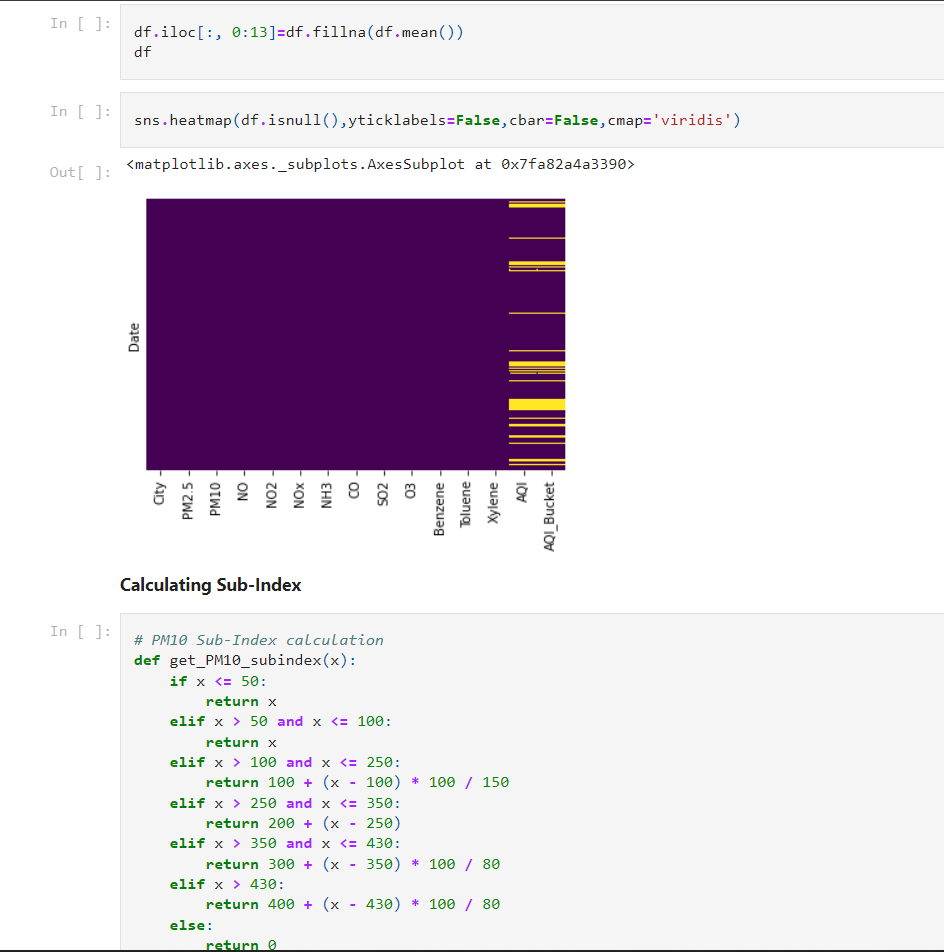 In [ ]:
df.iloc[:, 0:13]=df.fillna(df.mean())
df
In [ ]:
sns.heatmap(df.isnull(),yticklabels=False,cbar=False,cmap='viridis')
Out[ ]:
<matplotlib.axes._subplots.AxesSubplot at 0x7fa82a4a3390>
Date
City
PM2.5
PM10
NO
NO2
NOx
NH3
CO
SO2
O3
Benzene
Toluene
Xylene
AQI
AQI_Bucket
Calculating Sub-Index
In [ ]:
# PM10 Sub-Index calculation
def get_PM10_subindex(x):
    if x <= 50:
        return x
    elif x > 50 and x <= 100:
        return x
    elif x > 100 and x <= 250:
        return 100 + (x - 100) * 100 / 150
    elif x > 250 and x <= 350:
        return 200 + (x - 250)
    elif x > 350 and x <= 430:
        return 300 + (x - 350) * 100 / 80
    elif x > 430:
        return 400 + (x - 430) * 100 / 80
    else:
        return 0